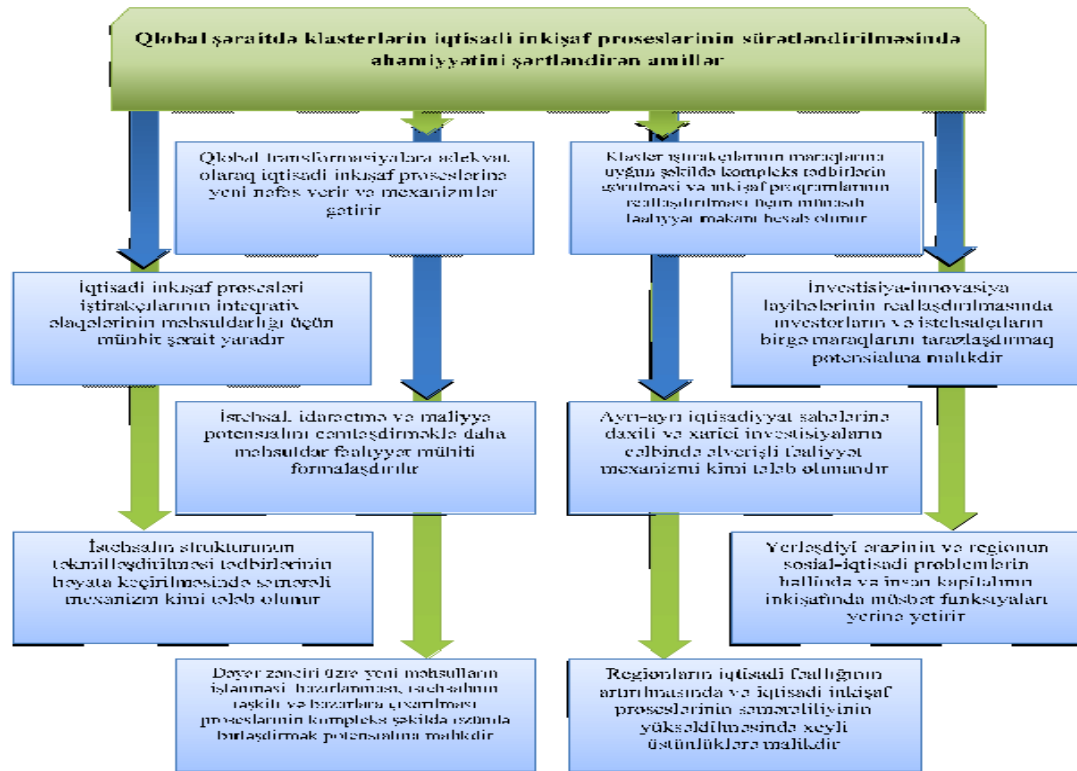 Qlobal şəraitdə klasterlərin iqtisadi inkişaf proseslərinin sürətləndirilməsində
əhəmiyyətini şərtləndirən amillər
Qlobal transformasiyalara adekvat
olaraq iqtisadi inkişaf proseslərinə
yeni nəfəs verir və mexanizmlər
gətirir
Klaster iştirakçılarının maraqlarına
uyğun şəkildə kompleks tədbirlərin
görülməsi və inkişaf proqramlarının
reallaşdırılması üçün münasib
fəaliyyət məkanı hesab olunur
İqtisadi inkişaf prosesləri
iştirakçılarının inteqrativ
əlaqələrinin məhsuldarlığı üçün
münbit şərait yaradır
İnvestisiya-innovasiya
layihələrinin reallaşdırılmasında
investorların və istehsalçıların
birgə maraqlarını tarazlaşdırmaq
potensialına malikdir
İstehsal, idarəetmə və maliyyə
potensialını cəmləşdirməklə daha
məhsuldar fəaliyyət mühiti
formalaşdırılır
Ayrı-ayrı iqtisadiyyat sahələrinə
daxili və xarici investisiyaların
cəlbində əlverişli fəaliyyət
mexanizmi kimi tələb olunandır
İstehsalın strukturunun
təkmilləşdirilməsi tədbirlərinin
həyata keçirilməsində səmərəli
mexanizm kimi tələb olunur
Yerləşdiyi ərazinin və regionun
sosial-iqtisadi problemlərin
həllində və insan kapitalının
inkişafında müsbət funksiyaları
yerinə yetirir
Dəyər zənciri üzrə yeni məhsulların
işlənməsi, hazırlanması, istehsalının
təşkili və bazarlara çıxarılması
proseslərinin kompleks şəkildə özündə
birləşdirmək potensialına malikdir
Regionların iqtisadi fəallığının
artırılmasında və iqtisadi inkişaf
proseslərinin səmərəliliyinin
yüksəldilməsində xeyli
üstünlüklərə malikdir